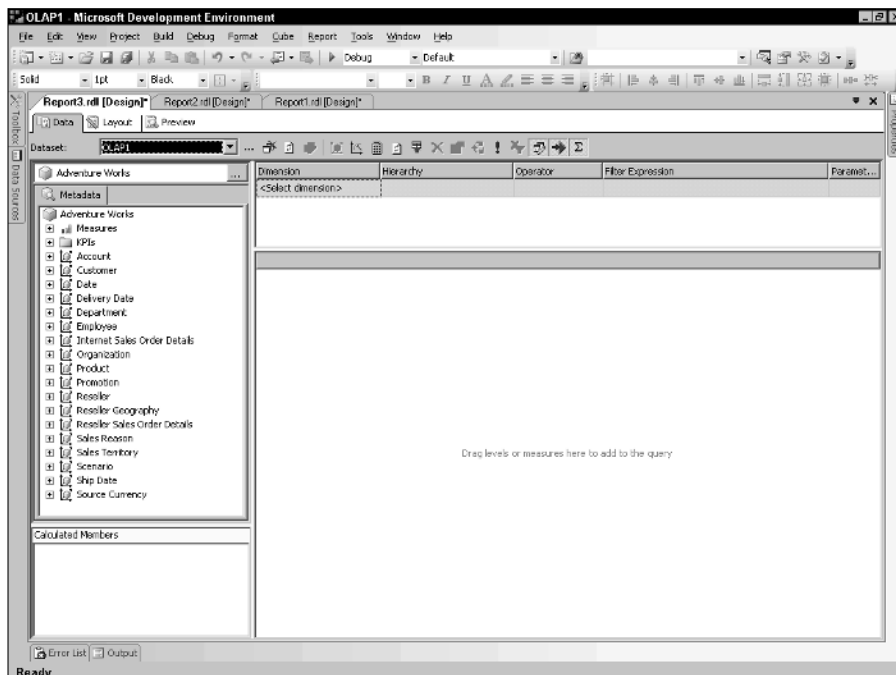 OLAP1 - Microsoft Development Environment
File Edit View Project Build Debug Format Cube Report Tools Window Help
Debug Default
Solid 1pt Black B I U A
Report3.rdl [Design]* Report2.rdl [Design]* Report1.rdl [Design]*
Data Layout Preview
Toolbox
Data Sources
Properties
Dataset: OLAP1 ... Σ
Adventure Works ...
Metadata
Adventure Works
Measures
KPIs
Account
Customer
Date
Delivery Date
Department
Employee
Internet Sales Order Details
Organization
Product
Promotion
Reseller
Reseller Geography
Reseller Sales Order Details
Sales Reason
Sales Territory
Scenario
Ship Date
Source Currency
Calculated Members
Dimension Hierarchy Operator Filter Expression Paramet...
<Select dimension>
Drag levels or measures here to add to the query
Error List Output
Ready